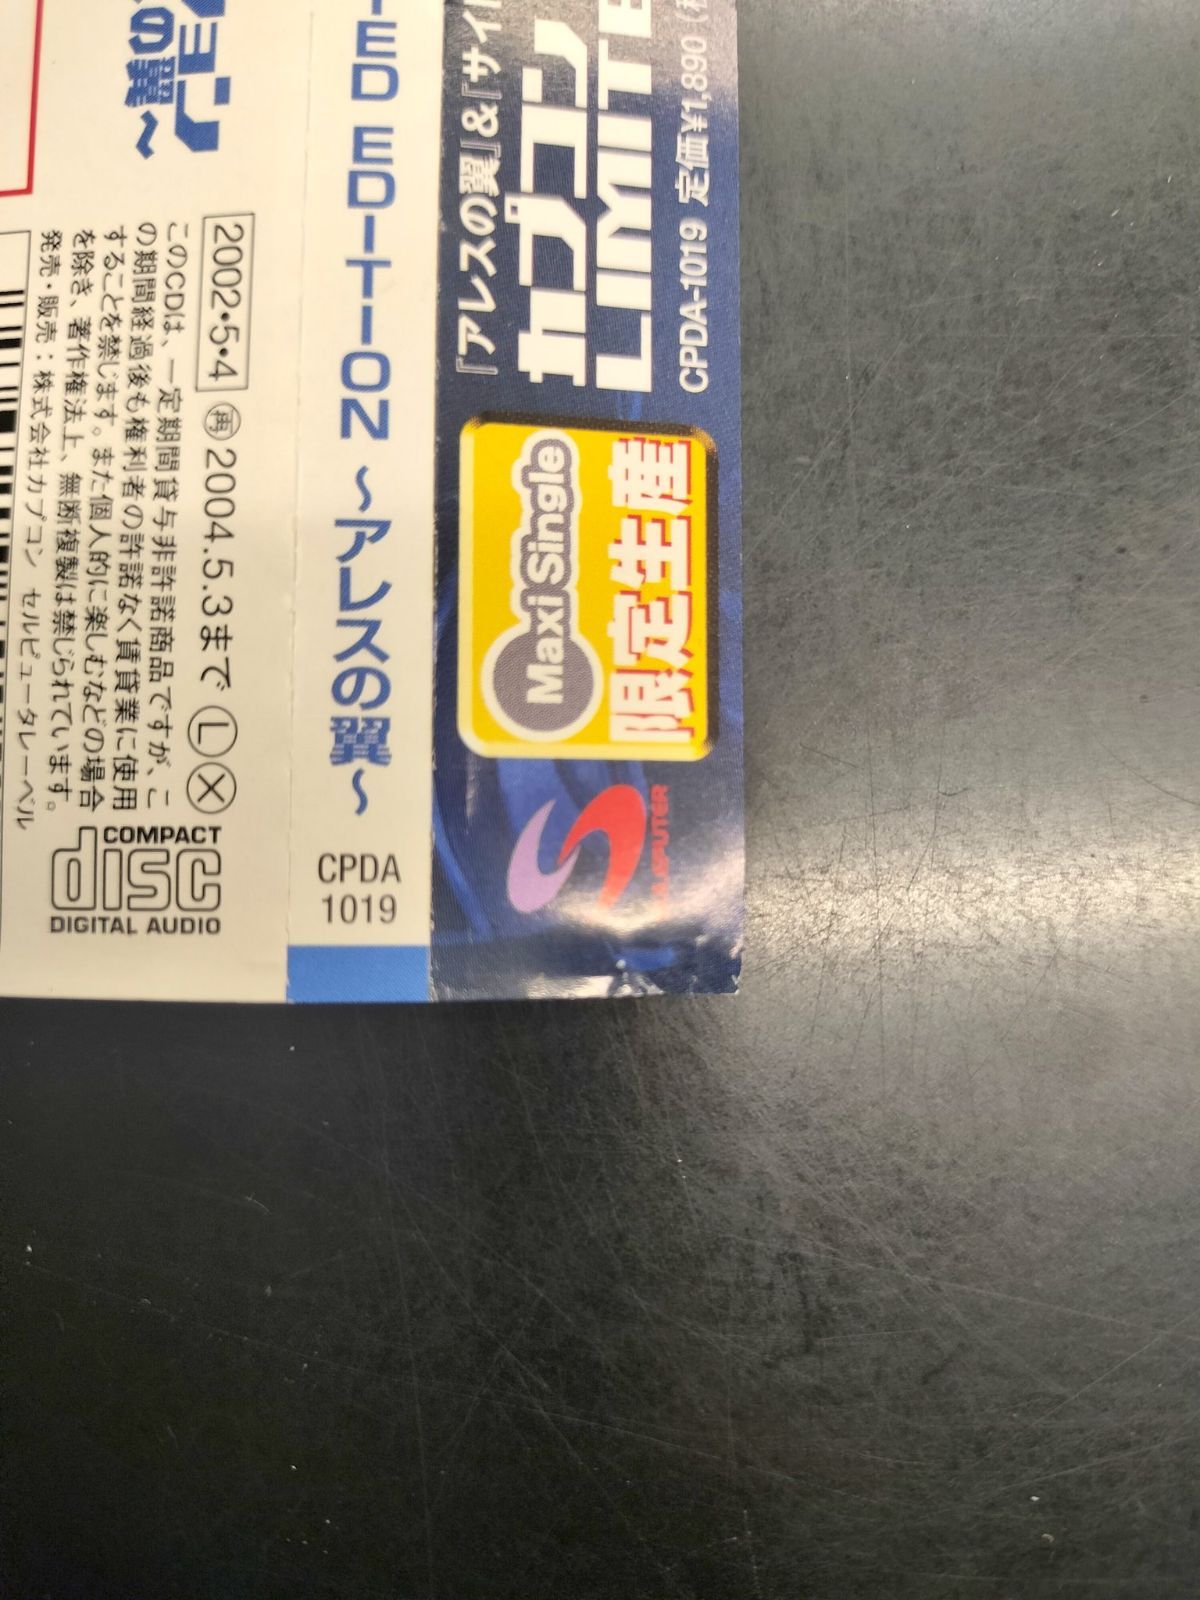 『アレスの翼』&『サイド
カプコン
LIMITE
CPDA-1019 定価¥1,890
Maxi Single
限定生産
ED EDITION ～アレスの翼～
CPDA
1019
の翼～
2002・5・4 再2004.5.3まで L X
このCDは、一定期間貸与非許諾商品ですが、こ
の期間経過後も権利者の許諾なく賃貸業に使用
することを禁じます。また個人的に楽しむなどの場合
を除き、著作権法上、無断複製は禁じられています。
発売・販売：株式会社カプコン セルピュータレーベル
COMPACT
disc
DIGITAL AUDIO